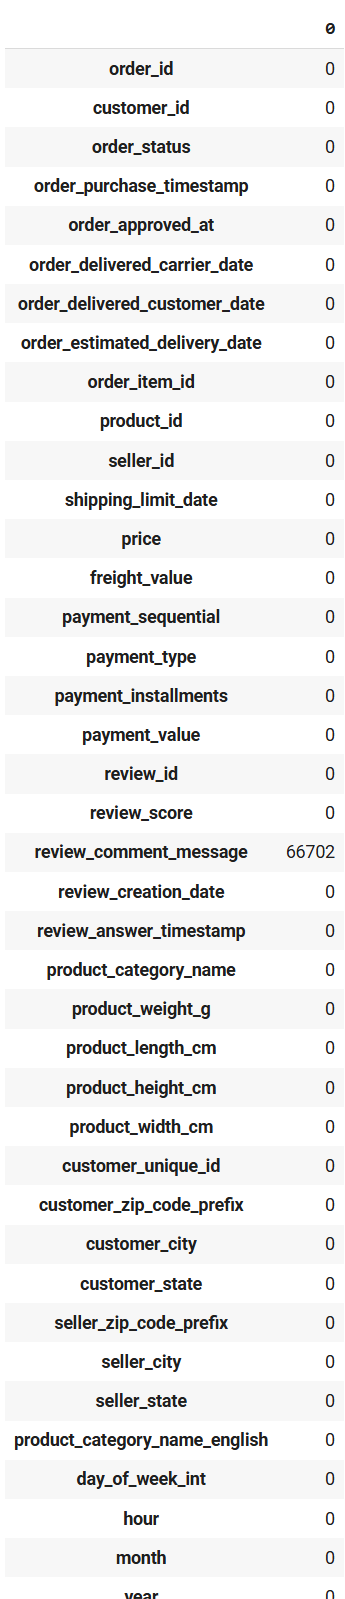 0
order_id 0
customer_id 0
order_status 0
order_purchase_timestamp 0
order_approved_at 0
order_delivered_carrier_date 0
order_delivered_customer_date 0
order_estimated_delivery_date 0
order_item_id 0
product_id 0
seller_id 0
shipping_limit_date 0
price 0
freight_value 0
payment_sequential 0
payment_type 0
payment_installments 0
payment_value 0
review_id 0
review_score 0
review_comment_message 66702
review_creation_date 0
review_answer_timestamp 0
product_category_name 0
product_weight_g 0
product_length_cm 0
product_height_cm 0
product_width_cm 0
customer_unique_id 0
customer_zip_code_prefix 0
customer_city 0
customer_state 0
seller_zip_code_prefix 0
seller_city 0
seller_state 0
product_category_name_english 0
day_of_week_int 0
hour 0
month 0
year 0